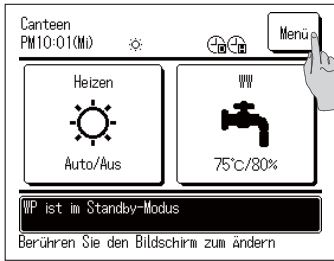 Canteen
PM10:01(Mi)
Menü
Heizen
Auto/Aus
WW
75°C/80%
WP ist im Standby-Modus
Berühren Sie den Bildschirm zum ändern